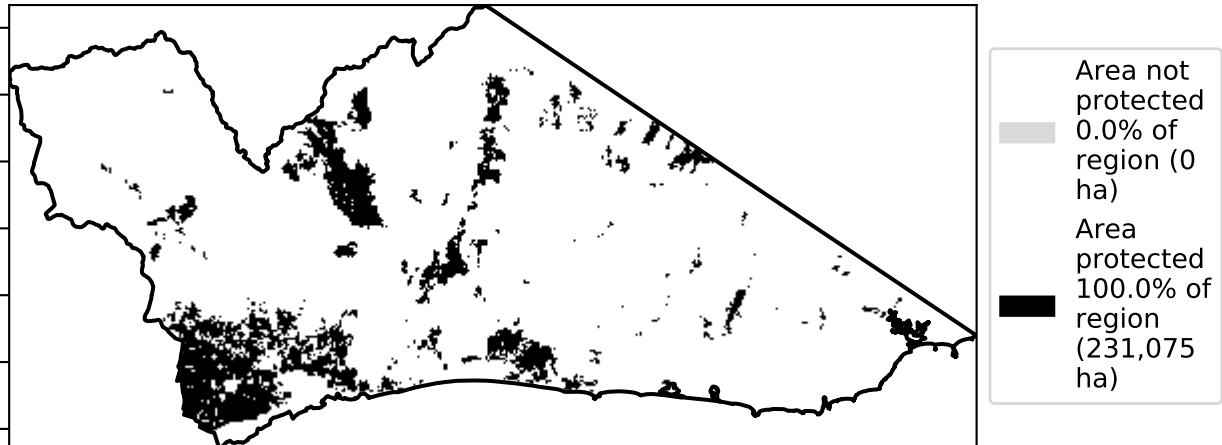 Area not
protected
0.0% of
region (0
ha)
Area
protected
100.0% of
region
(231,075
ha)